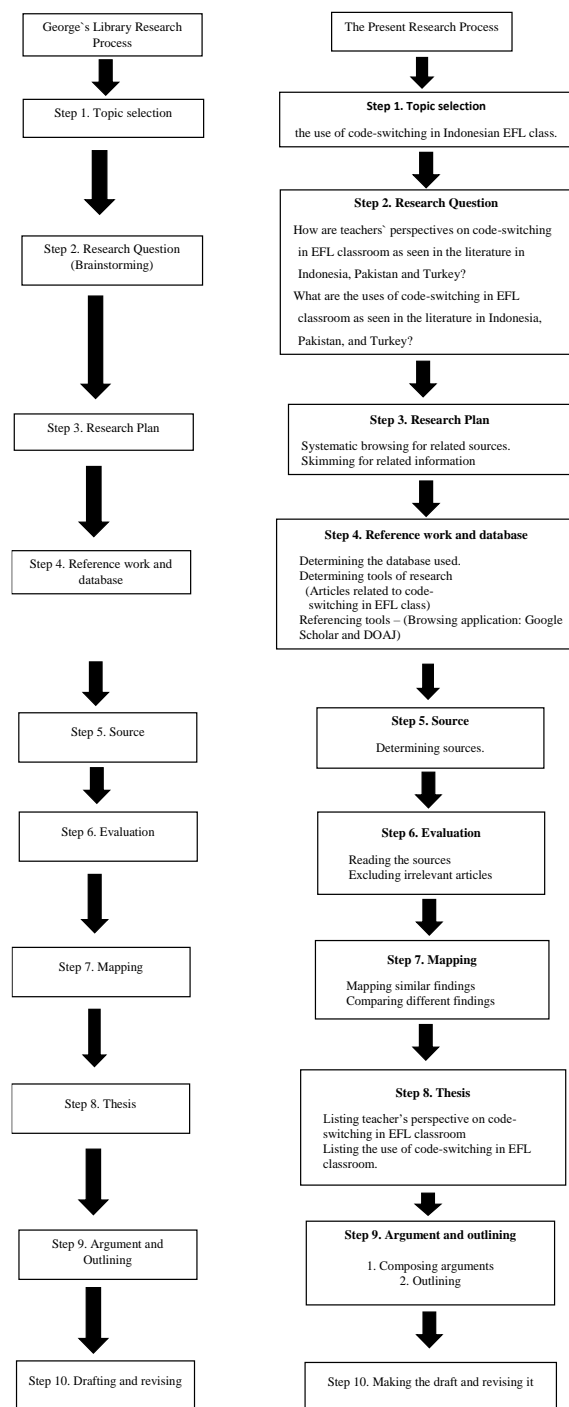 George`s Library Research
Process
Step 1. Topic selection
Step 2. Research Question
(Brainstorming)
Step 3. Research Plan
Step 4. Reference work and
database
Step 5. Source
Step 6. Evaluation
Step 7. Mapping
Step 8. Thesis
Step 9. Argument and
Outlining
Step 10. Drafting and revising
The Present Research Process
Step 1. Topic selection
the use of code-switching in Indonesian EFL class.
Step 2. Research Question
How are teachers` perspectives on code-switching
in EFL classroom as seen in the literature in
Indonesia, Pakistan and Turkey?
What are the uses of code-switching in EFL
classroom as seen in the literature in Indonesia,
Pakistan, and Turkey?
Step 3. Research Plan
Systematic browsing for related sources.
Skimming for related information
Step 4. Reference work and database
Determining the database used.
Determining tools of research
(Articles related to code-
switching in EFL class)
Referencing tools – (Browsing application: Google
Scholar and DOAJ)
Step 5. Source
Determining sources.
Step 6. Evaluation
Reading the sources
Excluding irrelevant articles
Step 7. Mapping
Mapping similar findings
Comparing different findings
Step 8. Thesis
Listing teacher’s perspective on code-
switching in EFL classroom
Listing the use of code-switching in EFL
classroom.
Step 9. Argument and outlining
1. Composing arguments
2. Outlining
Step 10. Making the draft and revising it